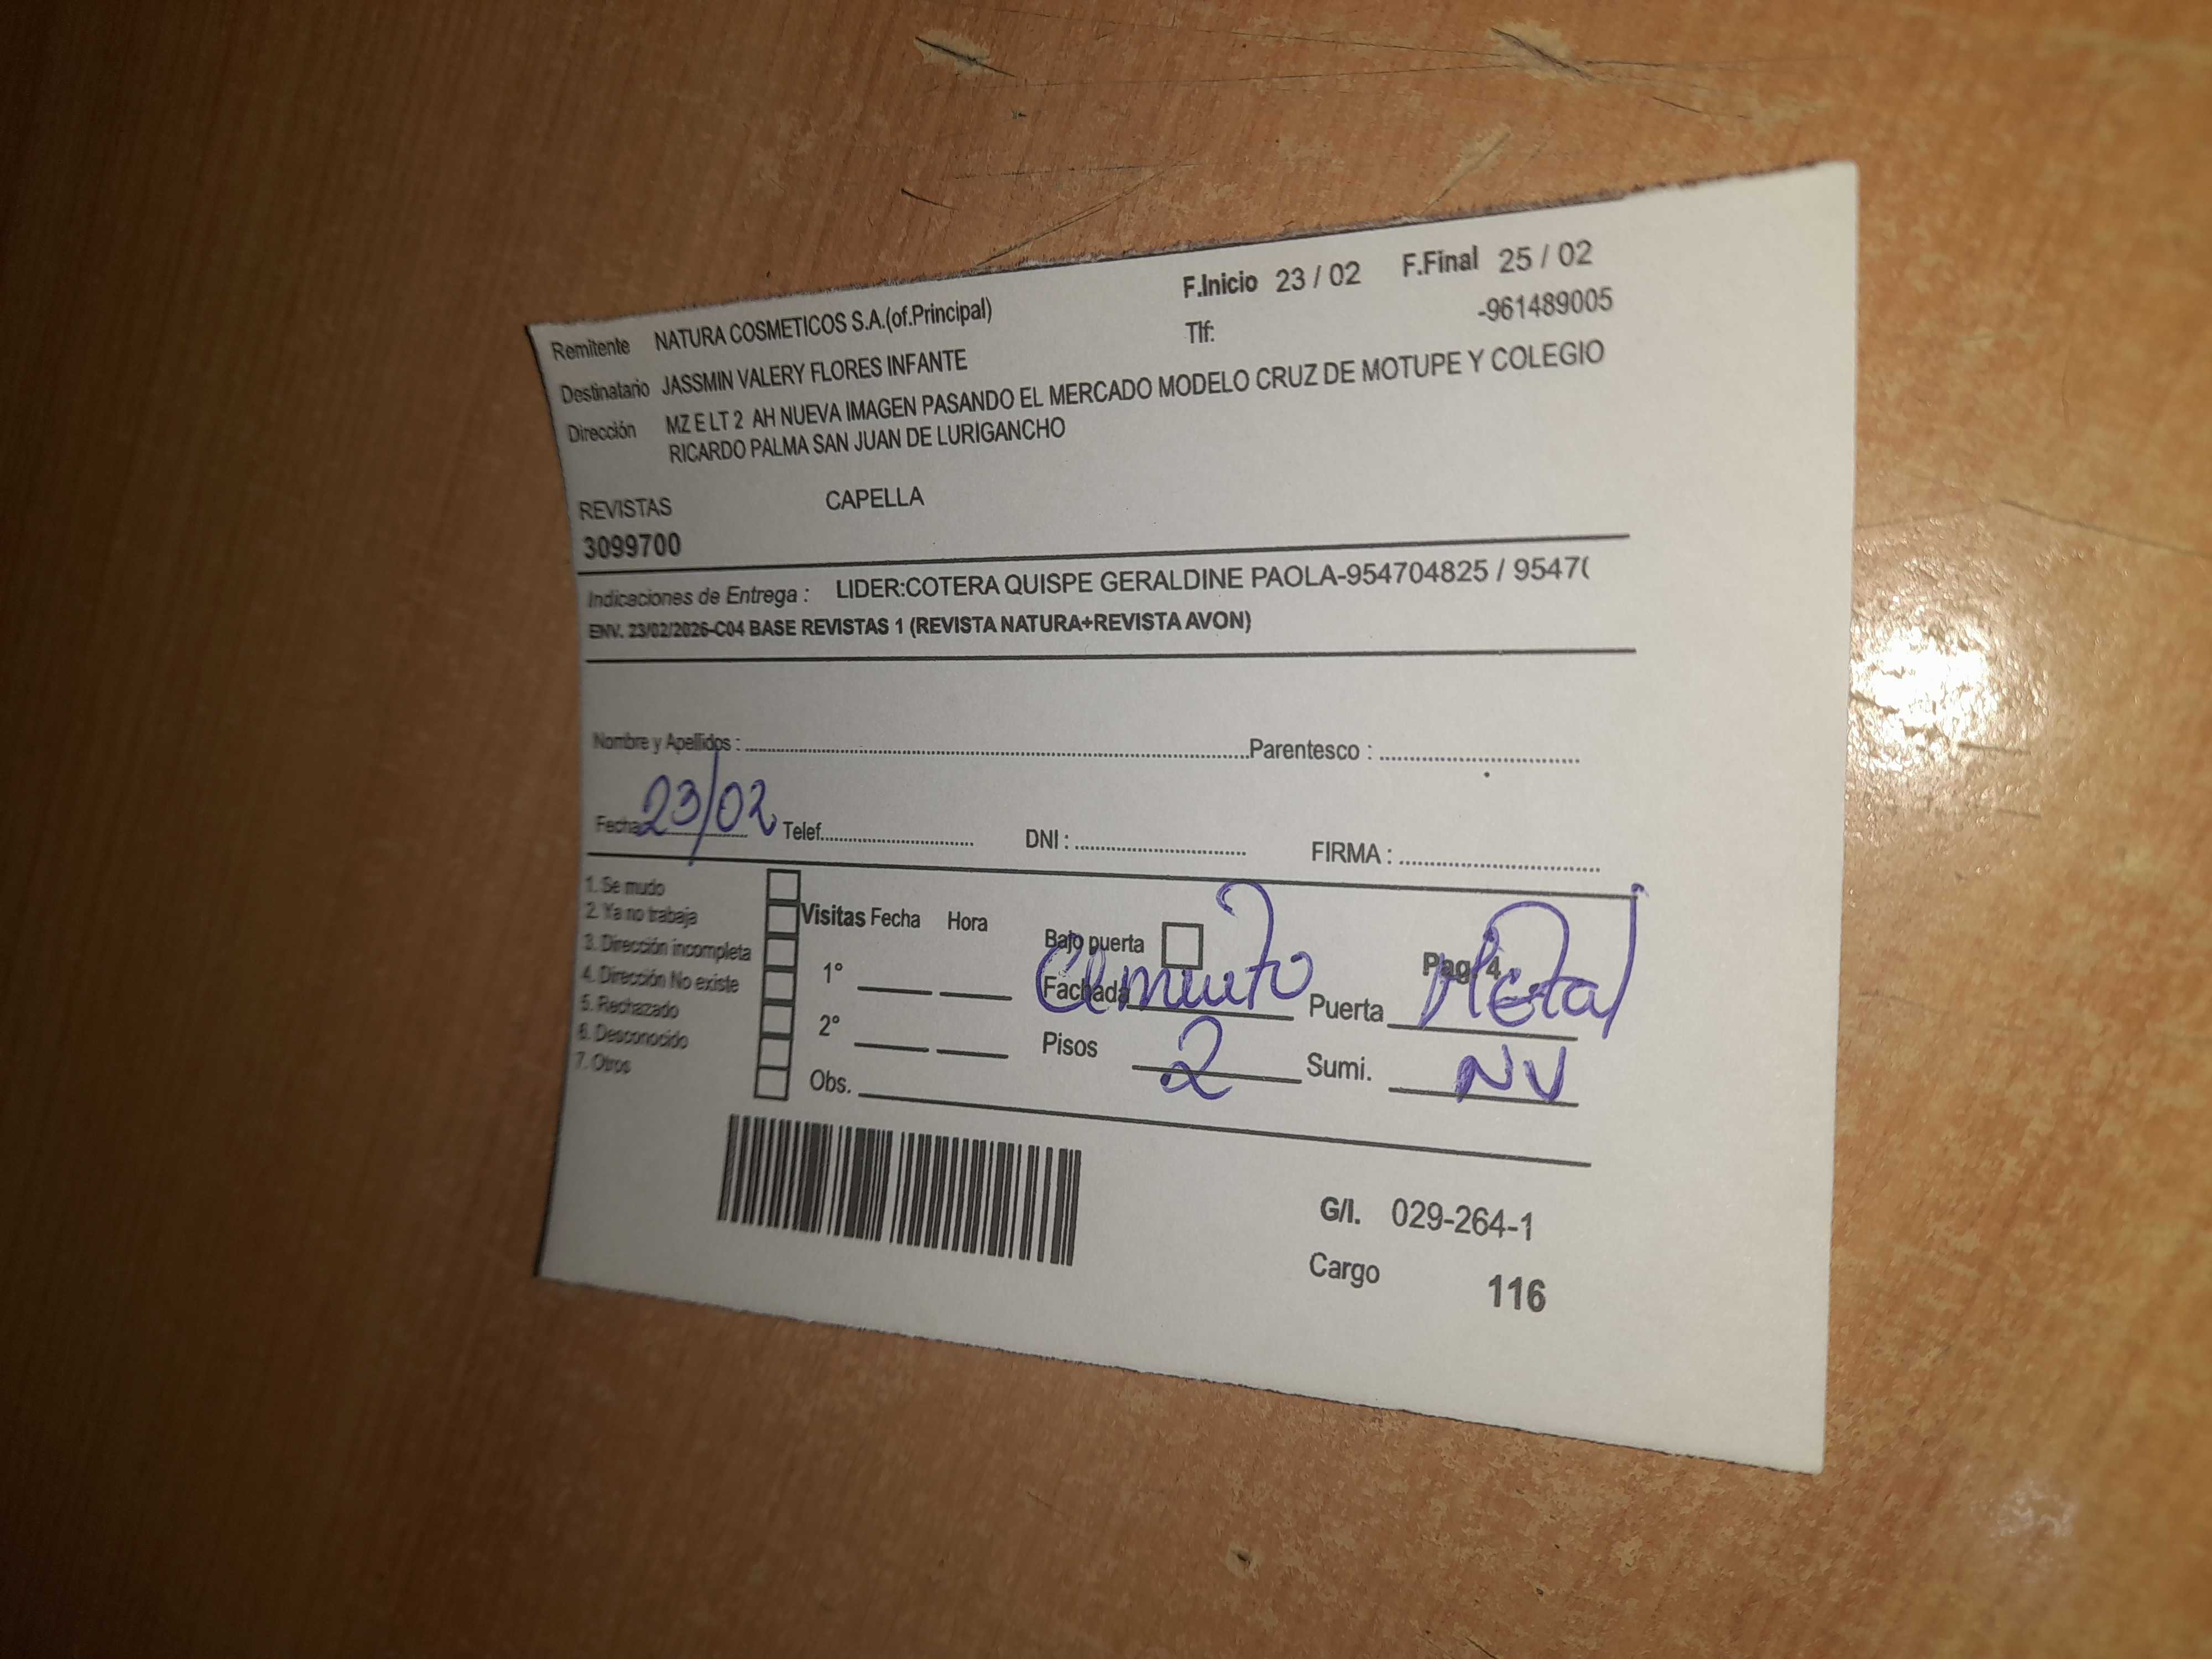 F.Inicio 23 / 02 F.Final 25 / 02
Remitente NATURA COSMETICOS S.A.(of.Principal) Tlf: -961489005
Destinatario JASSMIN VALERY FLORES INFANTE
Dirección MZ E LT 2 AH NUEVA IMAGEN PASANDO EL MERCADO MODELO CRUZ DE MOTUPE Y COLEGIO
RICARDO PALMA SAN JUAN DE LURIGANCHO
REVISTAS CAPELLA
3099700
Indicaciones de Entrega : LIDER:COTERA QUISPE GERALDINE PAOLA-954704825 / 9547(
ENV. 23/02/2026-C04 BASE REVISTAS 1 (REVISTA NATURA+REVISTA AVON)
Nombre y Apellidos : Parentesco :
Fecha 23/02 Telef. DNI : FIRMA :
1. Se mudo
2. Ya no trabaja
3. Dirección incompleta
4. Dirección No existe
5. Rechazado
6. Desconocido
7. Otros
Visitas Fecha Hora
1°
2°
Obs.
Bajo puerta Pag. 4
Fachada Cemento Puerta Metal
Pisos 2 Sumi. NV
G/I. 029-264-1
Cargo 116